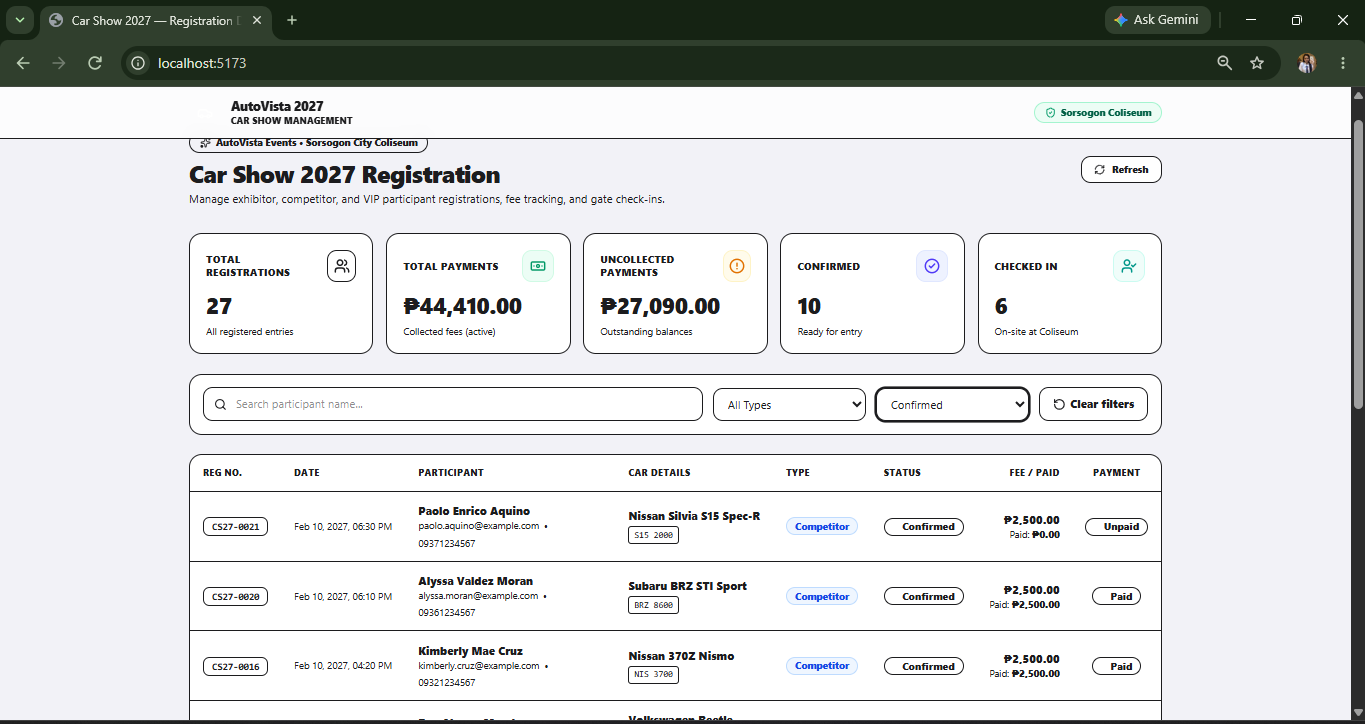 Car Show 2027 — Registration
Ask Gemini
localhost:5173
AutoVista 2027
CAR SHOW MANAGEMENT
Sorsogon Coliseum
AutoVista Events • Sorsogon City Coliseum
Car Show 2027 Registration
Refresh
Manage exhibitor, competitor, and VIP participant registrations, fee tracking, and gate check-ins.
TOTAL
REGISTRATIONS
27
All registered entries
TOTAL PAYMENTS
₱44,410.00
Collected fees (active)
UNCOLLECTED
PAYMENTS
₱27,090.00
Outstanding balances
CONFIRMED
10
Ready for entry
CHECKED IN
6
On-site at Coliseum
Search participant name...
All Types
Confirmed
Clear filters
REG NO. DATE PARTICIPANT CAR DETAILS TYPE STATUS FEE / PAID PAYMENT
CS27-0021
Feb 10, 2027, 06:30 PM
Paolo Enrico Aquino
paolo.aquino@example.com •
09371234567
Nissan Silvia S15 Spec-R
S15 2000
Competitor
Confirmed
₱2,500.00
Paid: ₱0.00
Unpaid
CS27-0020
Feb 10, 2027, 06:10 PM
Alyssa Valdez Moran
alyssa.moran@example.com •
09361234567
Subaru BRZ STI Sport
BRZ 8600
Competitor
Confirmed
₱2,500.00
Paid: ₱2,500.00
Paid
CS27-0016
Feb 10, 2027, 04:20 PM
Kimberly Mae Cruz
kimberly.cruz@example.com •
09321234567
Nissan 370Z Nismo
NIS 3700
Competitor
Confirmed
₱2,500.00
Paid: ₱2,500.00
Paid
Volkswagen Beetle